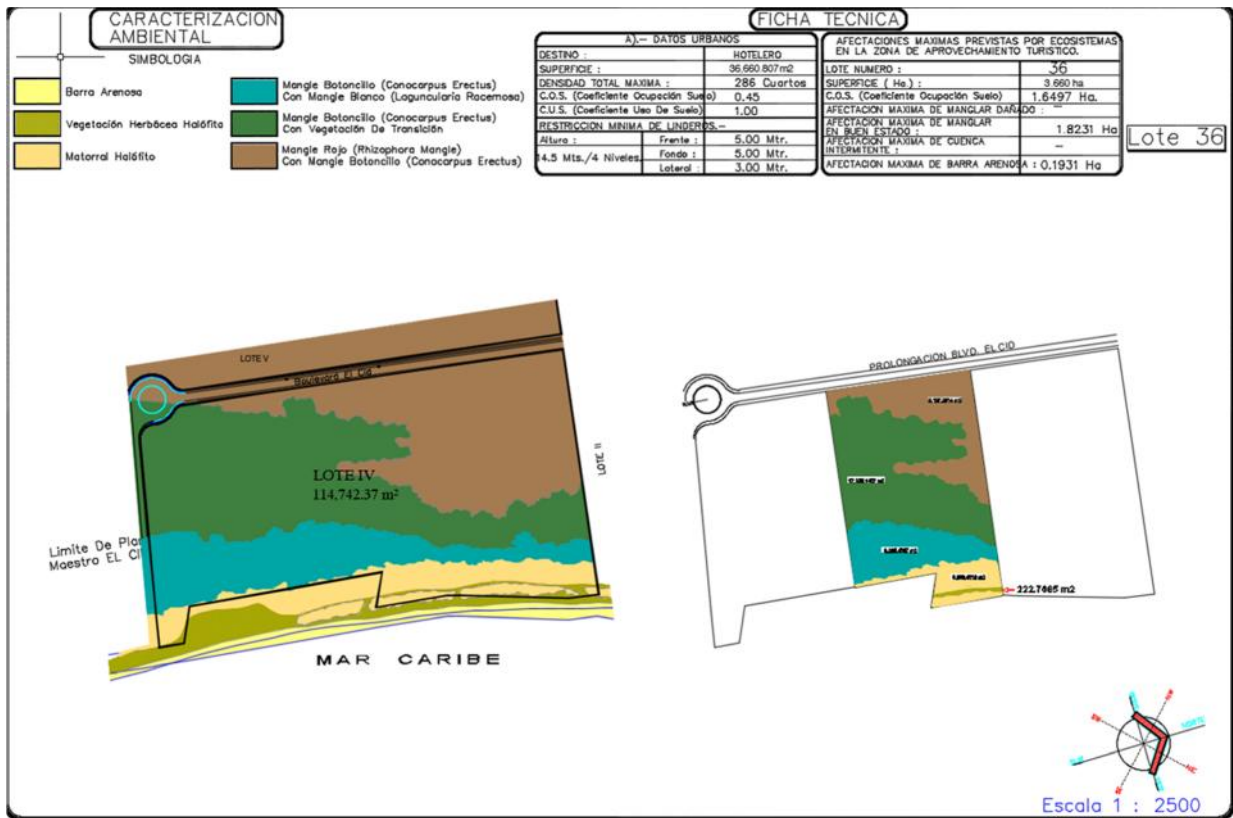 CARACTERIZACION
AMBIENTAL
SIMBOLOGIA
Barra Arenosa
Vegetación Herbácea Halófita
Matorral Halófito
Mangle Botoncillo (Conocarpus Erectus)
Con Mangle Blanco (Laguncularia Racemosa)
Mangle Botoncillo (Conocarpus Erectus)
Con Vegetación De Transición
Mangle Rojo (Rhizophora Mangle)
Con Mangle Botoncillo (Conocarpus Erectus)
FICHA TECNICA
A).- DATOS URBANOS
DESTINO : HOTELERO
SUPERFICIE : 36,660.807m2
DENSIDAD TOTAL MAXIMA : 286 Cuartos
C.O.S. (Coeficiente Ocupación Suelo) 0.45
C.U.S. (Coeficiente Uso De Suelo) 1.00
RESTRICCION MINIMA DE LINDEROS.-
Altura : Frente : 5.00 Mtr.
14.5 Mts./4 Niveles. Fondo : 5.00 Mtr.
Lateral : 3.00 Mtr.
AFECTACIONES MAXIMAS PREVISTAS POR ECOSISTEMAS
EN LA ZONA DE APROVECHAMIENTO TURISTICO.
LOTE NUMERO : 36
SUPERFICIE ( Ha.) : 3.660 ha
C.O.S. (Coeficiente Ocupación Suelo) 1.6497 Ha.
AFECTACION MAXIMA DE MANGLAR DAÑADO : —
AFECTACION MAXIMA DE MANGLAR
EN BUEN ESTADO : 1.8231 Ha
AFECTACION MAXIMA DE CUENCA
INTERMITENTE : —
AFECTACION MAXIMA DE BARRA ARENOSA : 0.1931 Ha
Lote 36
LOTE V
Boulevard El Cid
LOTE IV
114,742.37 m²
LOTE II
Limite De Pla
Maestro EL CI
MAR CARIBE
PROLONGACION BLVD. EL CID
222.7665 m2
NORTE
Escala 1 : 2500